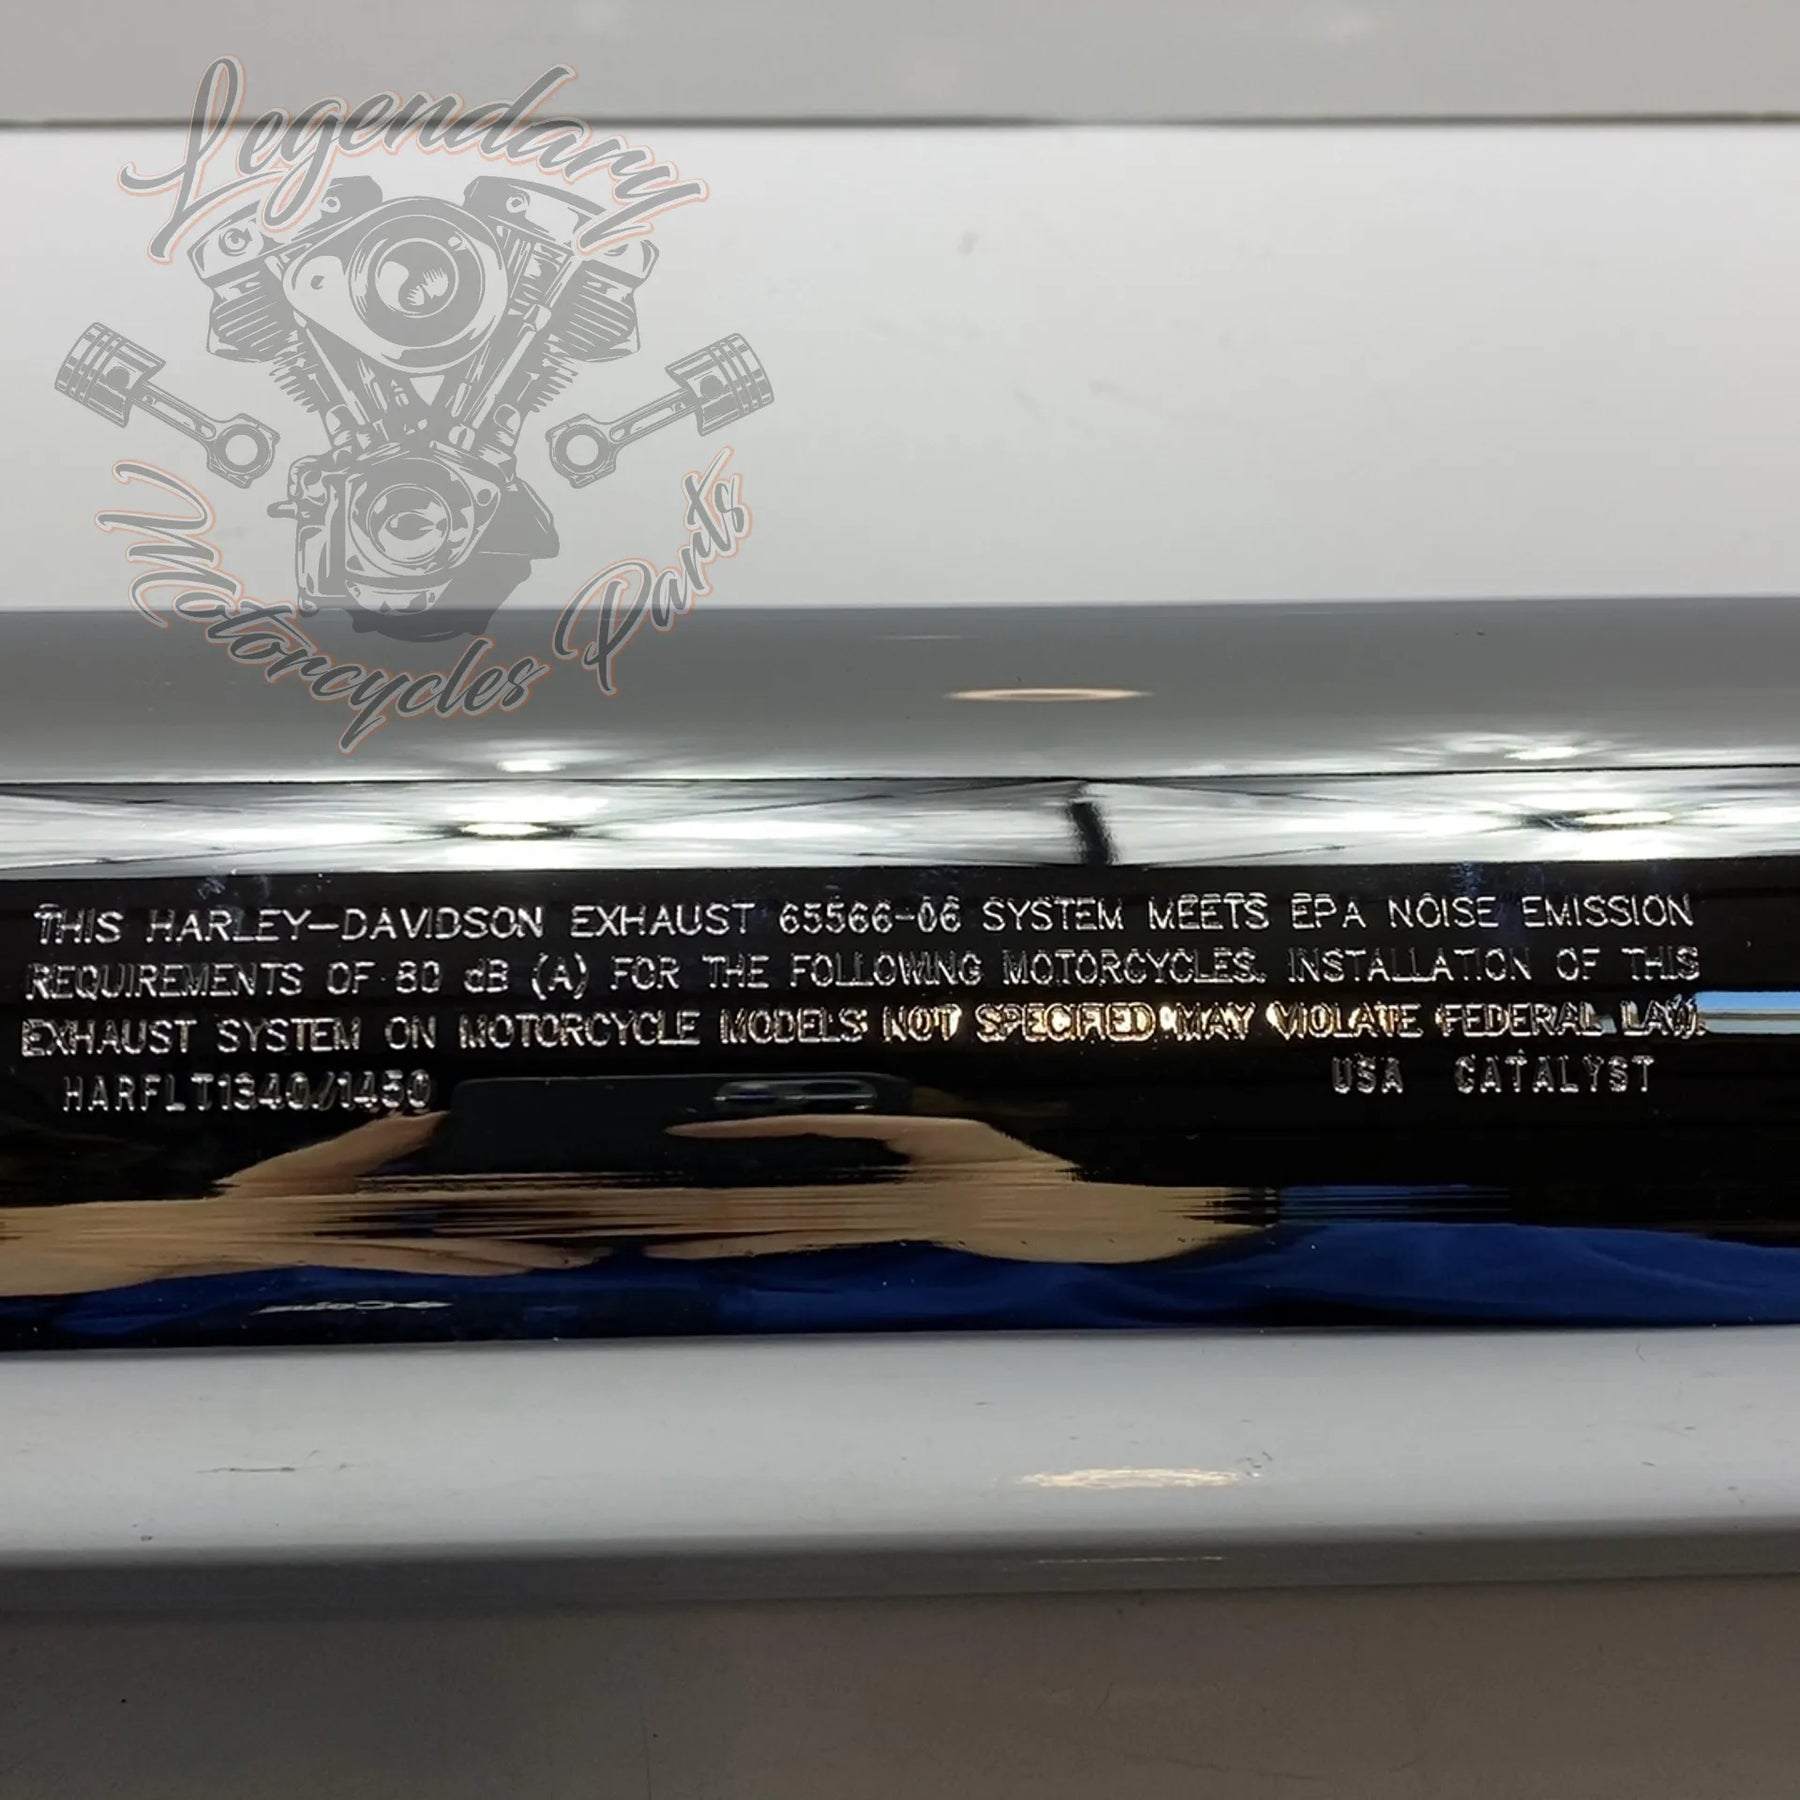 Legendary
Motorcycles Parts
THIS HARLEY-DAVIDSON EXHAUST 65566-06 SYSTEM MEETS EPA NOISE EMISSION
REQUIREMENTS OF 80 dB (A) FOR THE FOLLOWING MOTORCYCLES. INSTALLATION OF THIS
EXHAUST SYSTEM ON MOTORCYCLE MODELS NOT SPECIFIED MAY VIOLATE FEDERAL LAW.
HARFLT1340/1450 USA CATALYST